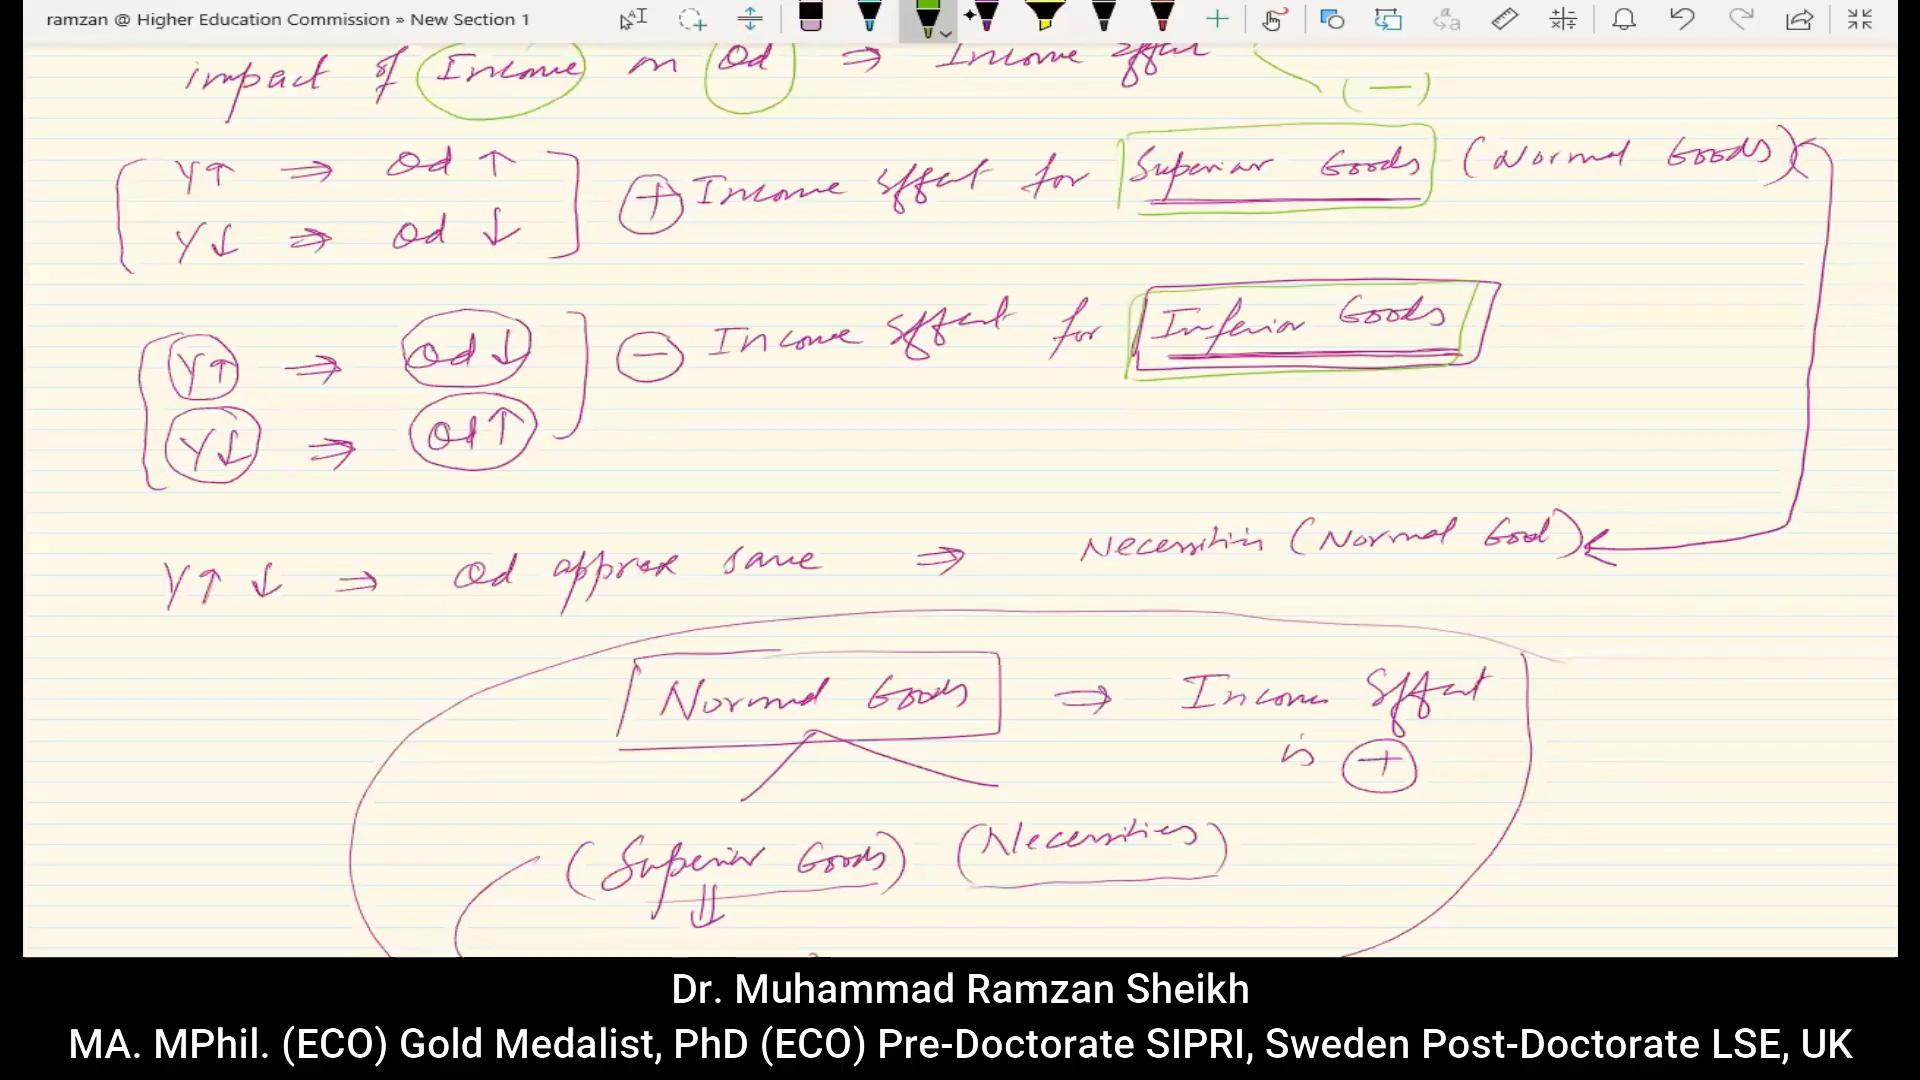 ramzan @ Higher Education Commission » New Section 1
impact of Income on Qd ⇒ Income Effect
(—)
Y↑ ⇒ Qd ↑
Y↓ ⇒ Qd ↓
+ Income Effect for Superior Goods (Normal Goods)
Y↑ ⇒ Qd ↓
Y↓ ⇒ Qd ↑
− Income Effect for Inferior Goods
Y↑ ↓ ⇒ Qd approx same ⇒ Necessities (Normal Good)
Normal Goods ⇒ Income Effect
is +
(Superior Goods) (Necessities)
⇓
Dr. Muhammad Ramzan Sheikh
MA. MPhil. (ECO) Gold Medalist, PhD (ECO) Pre-Doctorate SIPRI, Sweden Post-Doctorate LSE, UK